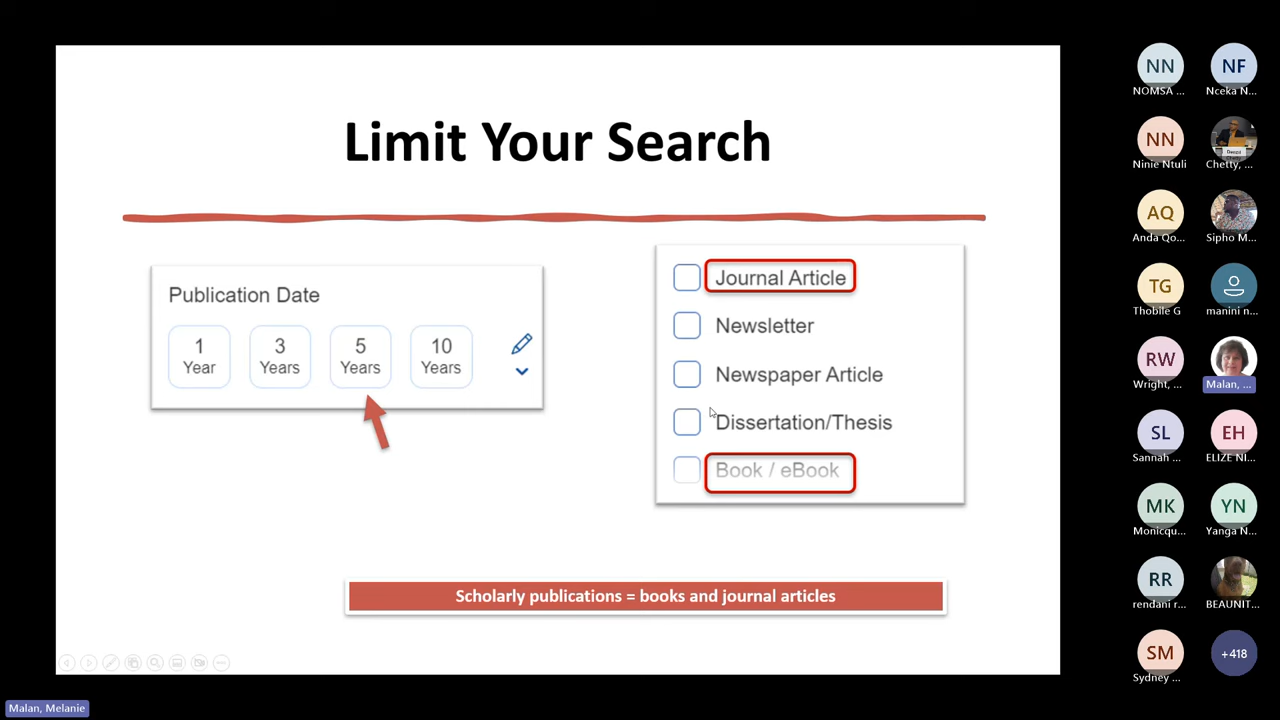 Limit Your Search
Publication Date
1 Year
3 Years
5 Years
10 Years
Journal Article
Newsletter
Newspaper Article
Dissertation/Thesis
Book / eBook
Scholarly publications = books and journal articles
NN
NOMSA ...
NF
Nceka N...
NN
Ninie Ntuli
Chetty, ...
AQ
Anda Qo...
Sipho M...
TG
Thobile G
manini n...
RW
Wright, ...
Malan, ...
SL
Sannah ...
EH
ELIZE NI...
MK
Monicqu...
YN
Yanga N...
RR
rendani r...
BEAUNIT...
SM
Sydney ...
+418
Malan, Melanie